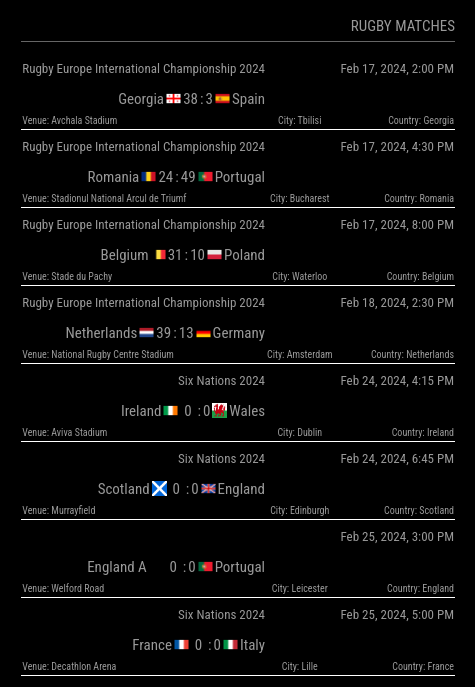 RUGBY MATCHES
Rugby Europe International Championship 2024 Feb 17, 2024, 2:00 PM
Georgia 38 : 3 Spain
Venue: Avchala Stadium City: Tbilisi Country: Georgia
Rugby Europe International Championship 2024 Feb 17, 2024, 4:30 PM
Romania 24 : 49 Portugal
Venue: Stadionul National Arcul de Triumf City: Bucharest Country: Romania
Rugby Europe International Championship 2024 Feb 17, 2024, 8:00 PM
Belgium 31 : 10 Poland
Venue: Stade du Pachy City: Waterloo Country: Belgium
Rugby Europe International Championship 2024 Feb 18, 2024, 2:30 PM
Netherlands 39 : 13 Germany
Venue: National Rugby Centre Stadium City: Amsterdam Country: Netherlands
Six Nations 2024 Feb 24, 2024, 4:15 PM
Ireland 0 : 0 Wales
Venue: Aviva Stadium City: Dublin Country: Ireland
Six Nations 2024 Feb 24, 2024, 6:45 PM
Scotland 0 : 0 England
Venue: Murrayfield City: Edinburgh Country: Scotland
Feb 25, 2024, 3:00 PM
England A 0 : 0 Portugal
Venue: Welford Road City: Leicester Country: England
Six Nations 2024 Feb 25, 2024, 5:00 PM
France 0 : 0 Italy
Venue: Decathlon Arena City: Lille Country: France